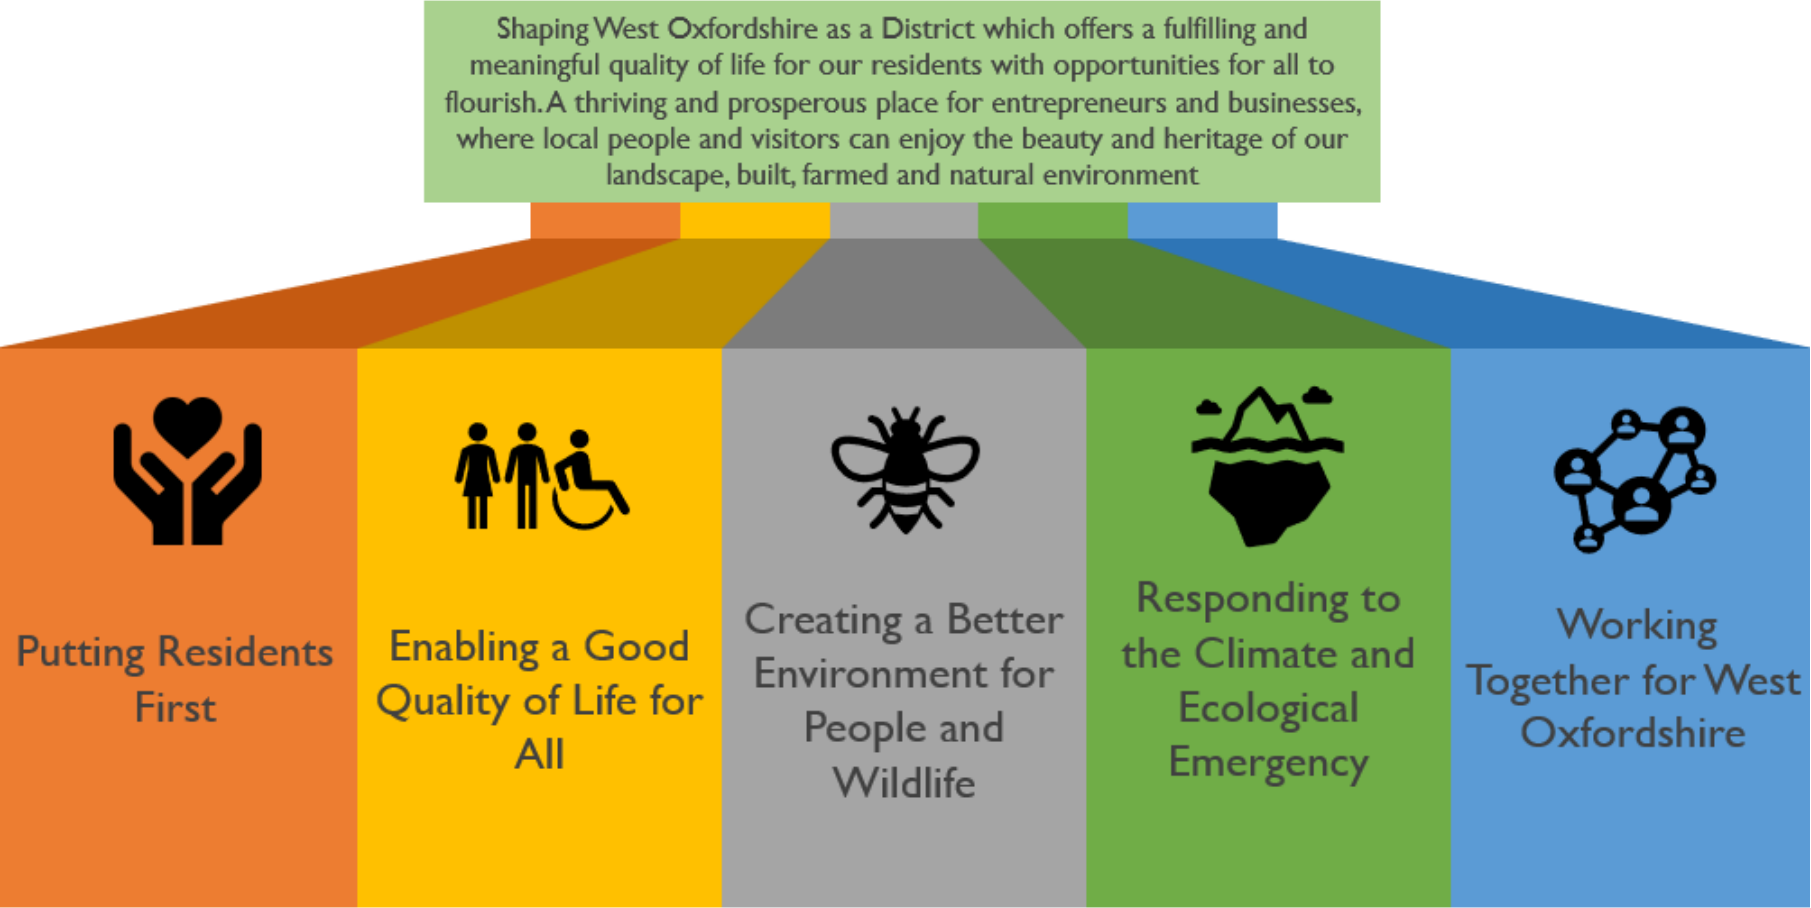 Shaping West Oxfordshire as a District which offers a fulfilling and
meaningful quality of life for our residents with opportunities for all to
flourish. A thriving and prosperous place for entrepreneurs and businesses,
where local people and visitors can enjoy the beauty and heritage of our
landscape, built, farmed and natural environment
Putting Residents
First
Enabling a Good
Quality of Life for
All
Creating a Better
Environment for
People and
Wildlife
Responding to
the Climate and
Ecological
Emergency
Working
Together for West
Oxfordshire